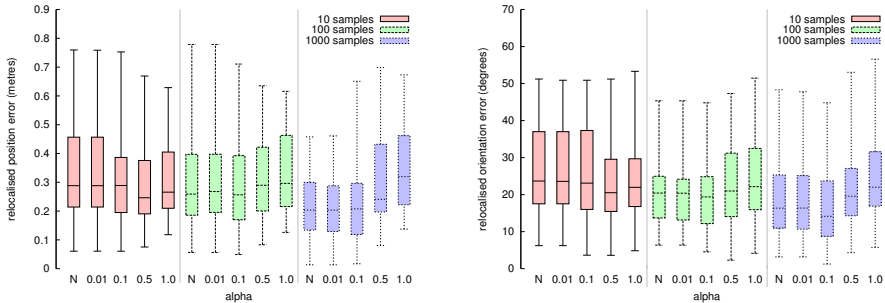 relocalised position error (metres)
0.9
0.8
0.7
0.6
0.5
0.4
0.3
0.2
0.1
0
10 samples
100 samples
1000 samples
N 0.01 0.1 0.5 1.0 N 0.01 0.1 0.5 1.0 N 0.01 0.1 0.5 1.0
alpha
relocalised orientation error (degrees)
70
60
50
40
30
20
10
0
10 samples
100 samples
1000 samples
N 0.01 0.1 0.5 1.0 N 0.01 0.1 0.5 1.0 N 0.01 0.1 0.5 1.0
alpha